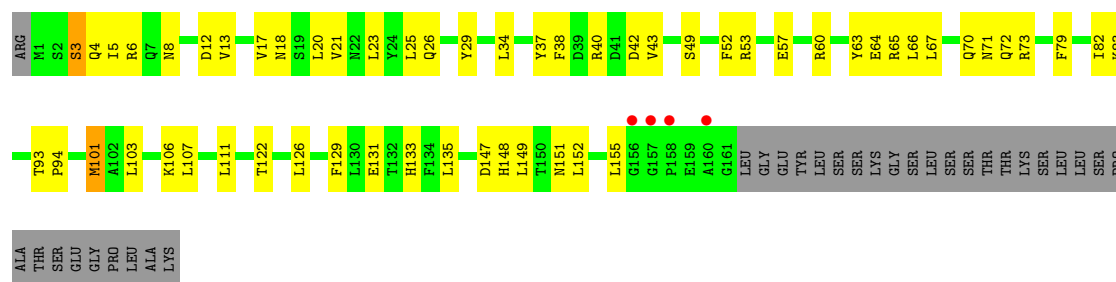 ARG M1 S2 S3 Q4 I5 R6 Q7 N8 D12 V13 V17 N18 S19 L20 V21 N22 L23 Y24 L25 Q26 Y29 L34 Y37 F38 D39 R40 D41 D42 V43 S49 F52 R53 E57 R60 Y63 E64 R65 L66 L67 Q70 N71 Q72 R73 F79 I82
T93 P94 M101 A102 L103 K106 L107 L111 T122 L126 F129 L130 E131 T132 H133 F134 L135 D147 H148 L149 T150 N151 L152 L155 G156 G157 P158 E159 A160 G161 LEU GLY GLU TYR LEU SER SER LYS GLY SER LEU SER SER THR THR LYS SER LEU LEU SER
ALA THR SER GLU GLY PRO LEU ALA LYS